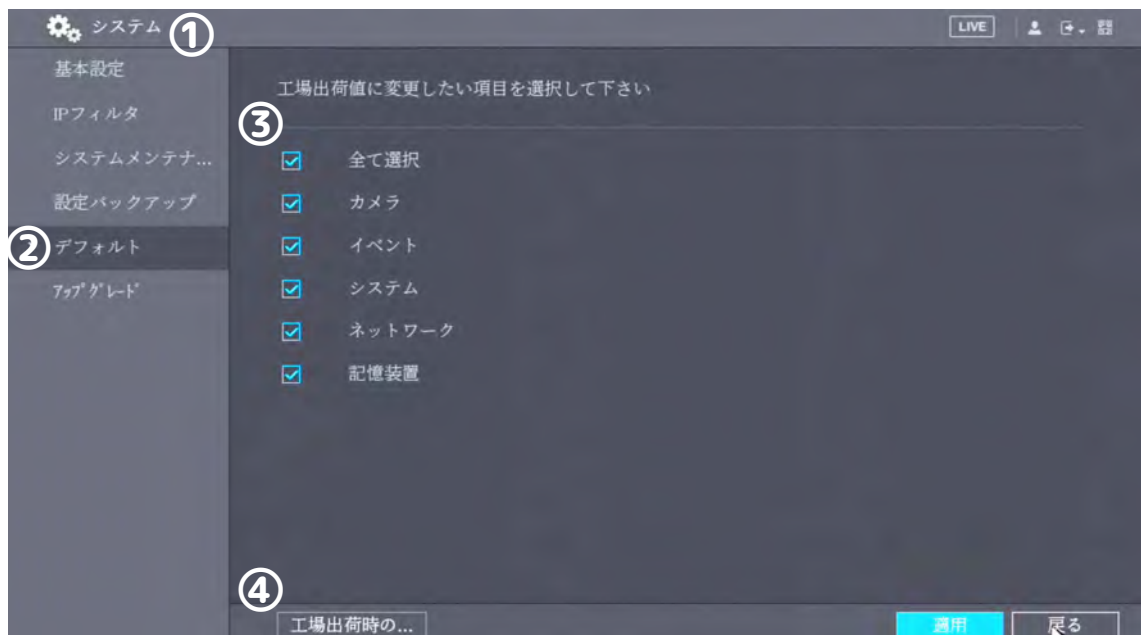 システム ①
LIVE
基本設定
工場出荷値に変更したい項目を選択して下さい
IPフィルタ
③
システムメンテナ...
全て選択
設定バックアップ
カメラ
② デフォルト
イベント
ｱｯﾌﾟｸﾞﾚｰﾄﾞ
システム
ネットワーク
記憶装置
④
工場出荷時の...
適用
戻る